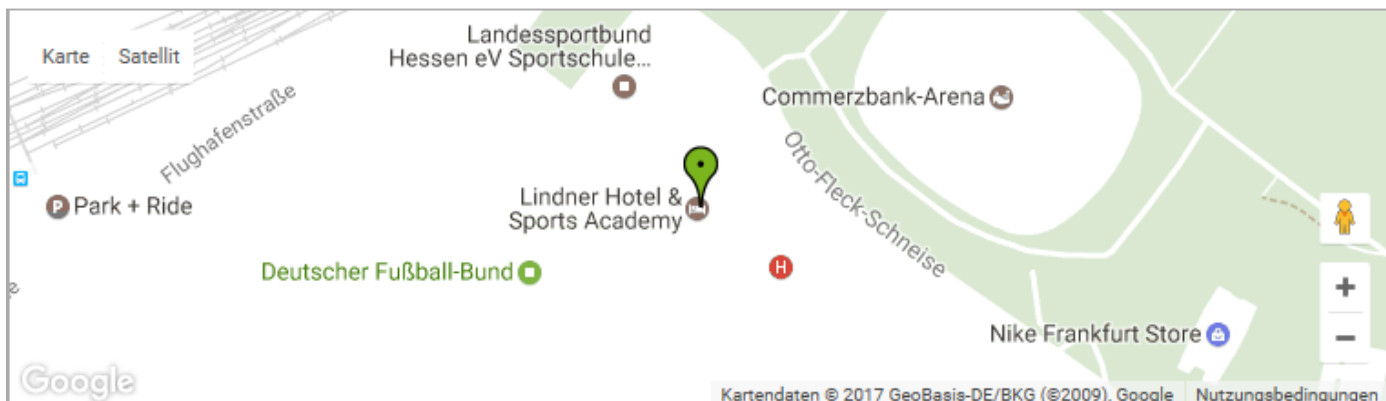 Karte
Satellit
Landessportbund
Hessen eV Sportschule...
Flughafenstraße
Commerzbank-Arena
Otto-Fleck-Schneise
P
Park + Ride
Lindner Hotel &
Sports Academy
Deutscher Fußball-Bund
H
Nike Frankfurt Store
+
−
Google
Kartendaten © 2017 GeoBasis-DE/BKG (©2009), Google
Nutzungsbedingungen